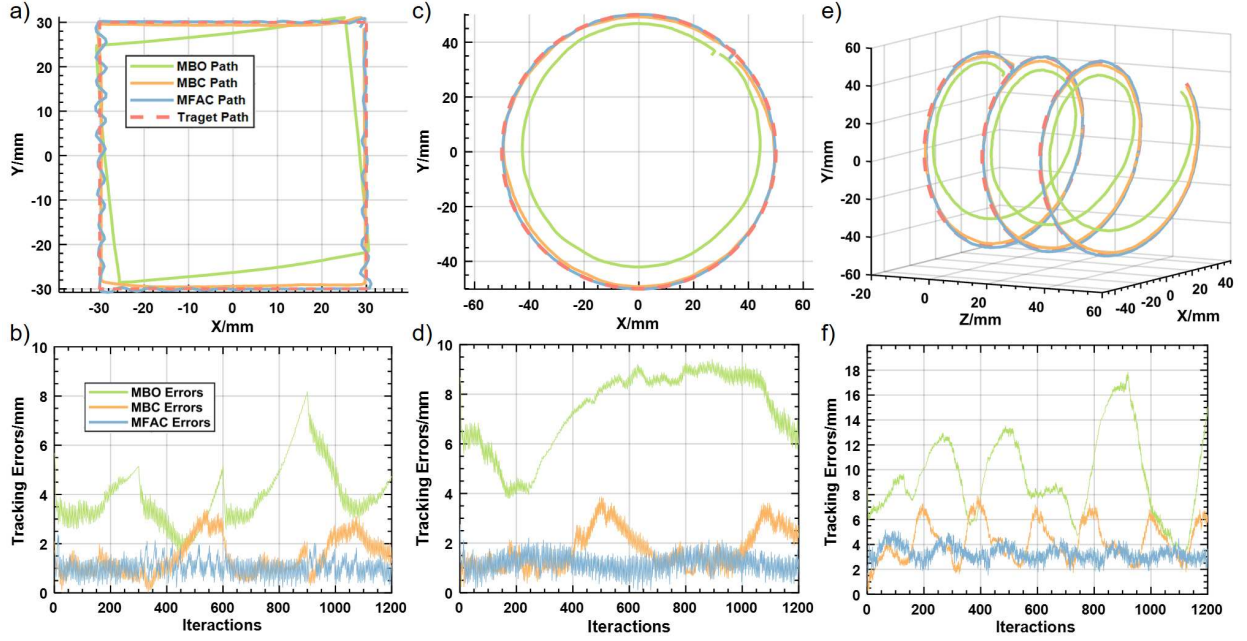 a)
30
20
10
0
-10
-20
-30
Y/mm
-30 -20 -10 0 10 20 30
X/mm
MBO Path
MBC Path
MFAC Path
Traget Path
c)
60
40
20
0
-20
-40
Y/mm
-60 -40 -20 0 20 40 60
X/mm
e)
60
40
20
0
-20
-40
-60
Y/mm
-20 0 20 40 60
Z/mm
-40 -20 0 20 40
X/mm
b)
10
8
6
4
2
0
Tracking Errors/mm
0 200 400 600 800 1000 1200
Iteractions
MBO Errors
MBC Errors
MFAC Errors
d)
10
8
6
4
2
0
Tracking Errors/mm
0 200 400 600 800 1000 1200
Iteractions
f)
18
16
14
12
10
8
6
4
2
0
Tracking Errors/mm
0 200 400 600 800 1000 1200
Iteractions